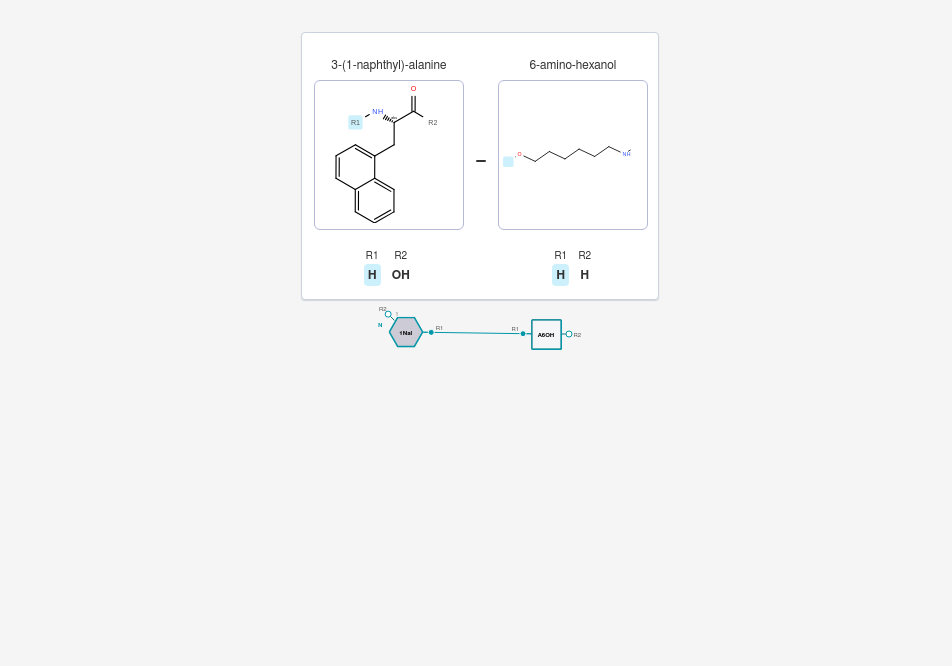 3-(1-naphthyl)-alanine
6-amino-hexanol
O
NH
R1
R2
O
NH
R1 R2
H OH
R1 R2
H H
R2
N
1Nal
R1
R1
A6OH
R2